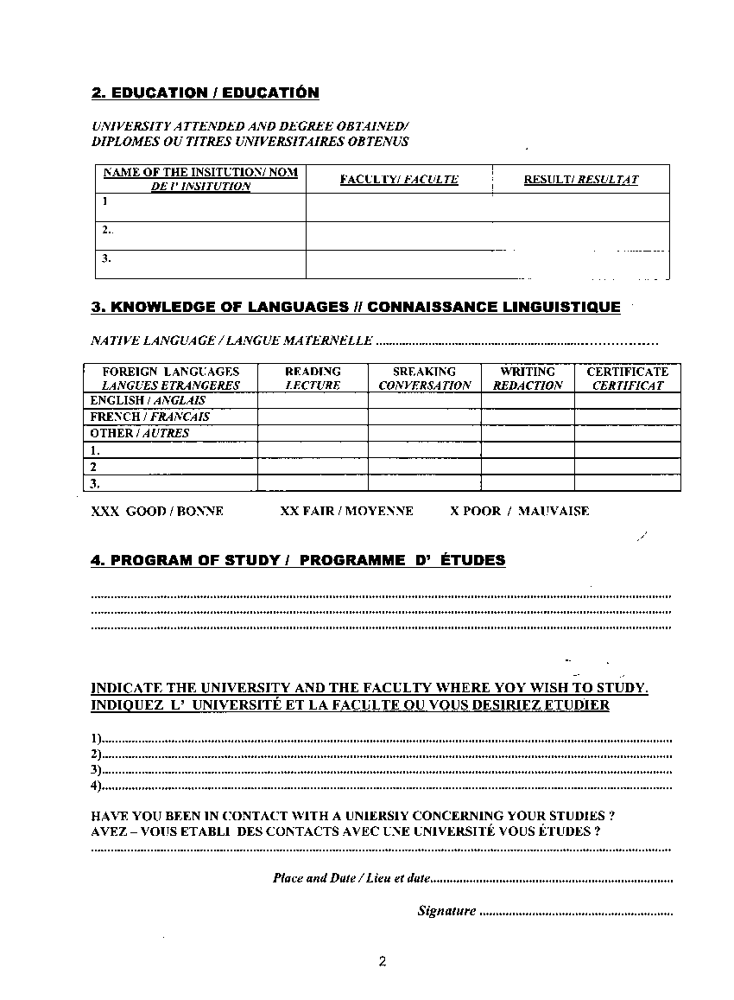 2. EDUCATION / EDUCATIÓN
UNIVERSITY ATTENDED AND DEGREE OBTAINED/
DIPLOMES OU TITRES UNIVERSITAIRES OBTENUS
NAME OF THE INSITUTION/ NOM DE l' INSITUTION FACULTY/ FACULTE RESULT/ RESULTAT
1
2.
3.
3. KNOWLEDGE OF LANGUAGES // CONNAISSANCE LINGUISTIQUE
NATIVE LANGUAGE / LANGUE MATERNELLE ................................................................................
FOREIGN LANGUAGES READING SREAKING WRITING CERTIFICATE
LANGUES ETRANGERES LECTURE CONVERSATION REDACTION CERTIFICAT
ENGLISH / ANGLAIS
FRENCH / FRANCAIS
OTHER / AUTRES
1.
2
3.
XXX GOOD / BONNE XX FAIR / MOYENNE X POOR / MAUVAISE
4. PROGRAM OF STUDY / PROGRAMME D' ÉTUDES
INDICATE THE UNIVERSITY AND THE FACULTY WHERE YOY WISH TO STUDY.
INDIQUEZ L' UNIVERSITÉ ET LA FACULTE OU VOUS DESIRIEZ ETUDIER
1)................................................................................
2)................................................................................
3)................................................................................
4)................................................................................
HAVE YOU BEEN IN CONTACT WITH A UNIERSIY CONCERNING YOUR STUDIES ?
AVEZ – VOUS ETABLI DES CONTACTS AVEC UNE UNIVERSITÉ VOUS ÉTUDES ?
Place and Date / Lieu et date................................................................................
Signature ............................................................
2